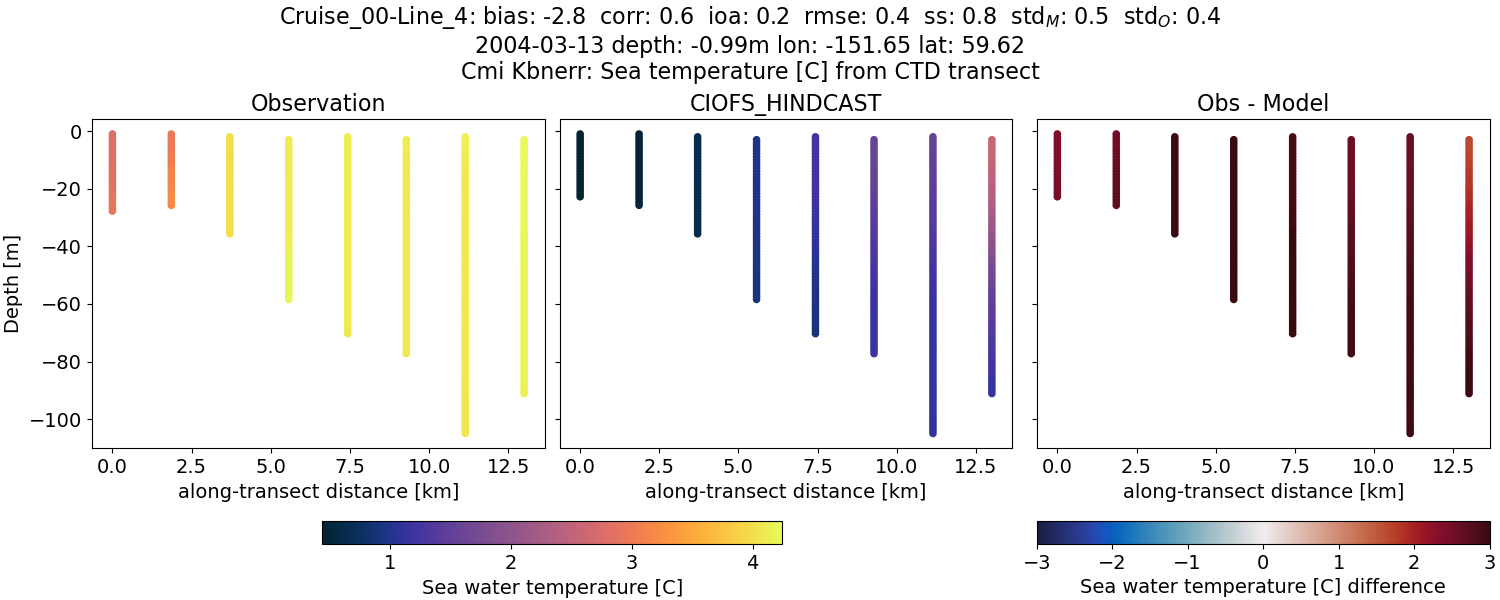 Cruise_00-Line_4: bias: -2.8  corr: 0.6  ioa: 0.2  rmse: 0.4  ss: 0.8  std_M: 0.5  std_O: 0.4
2004-03-13 depth: -0.99m lon: -151.65 lat: 59.62
Cmi Kbnerr: Sea temperature [C] from CTD transect
Observation
CIOFS_HINDCAST
Obs - Model
Depth [m]
0
−20
−40
−60
−80
−100
0.0 2.5 5.0 7.5 10.0 12.5
along-transect distance [km]
0.0 2.5 5.0 7.5 10.0 12.5
along-transect distance [km]
0.0 2.5 5.0 7.5 10.0 12.5
along-transect distance [km]
1 2 3 4
Sea water temperature [C]
−3 −2 −1 0 1 2 3
Sea water temperature [C] difference